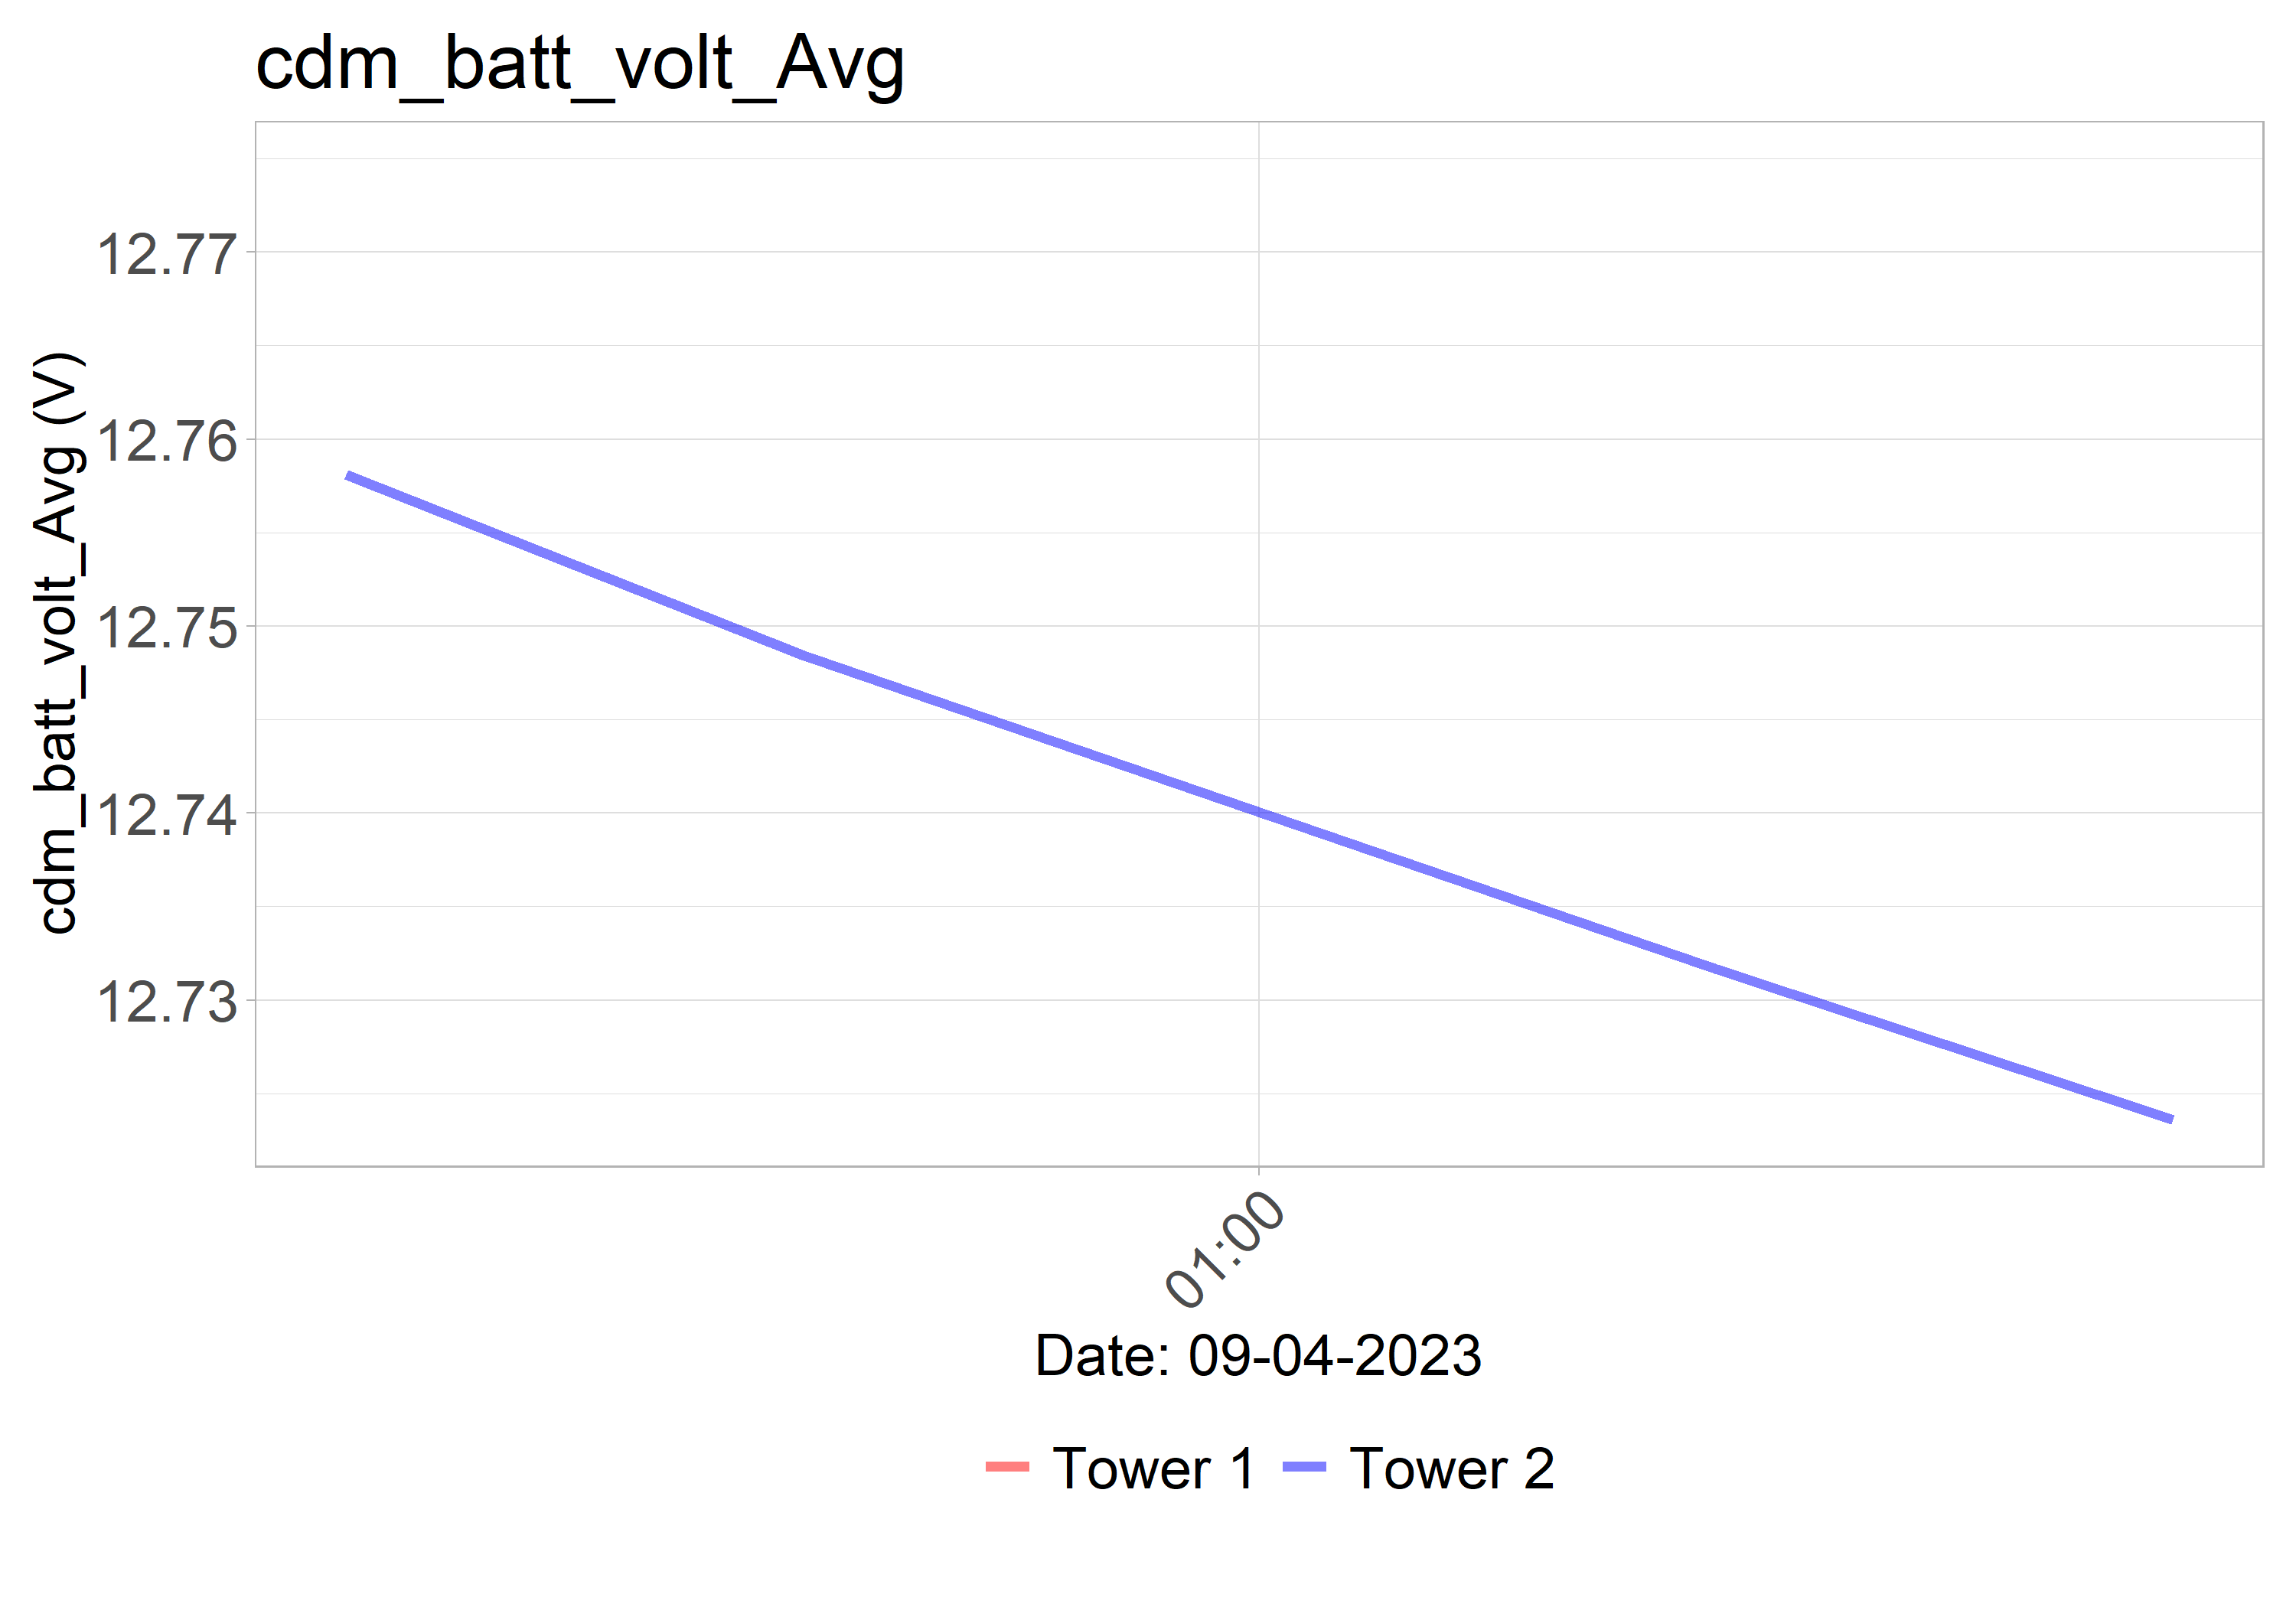 cdm_batt_volt_Avg
cdm_batt_volt_Avg (V)
12.77
12.76
12.75
12.74
12.73
01:00
Date: 09-04-2023
Tower 1 Tower 2